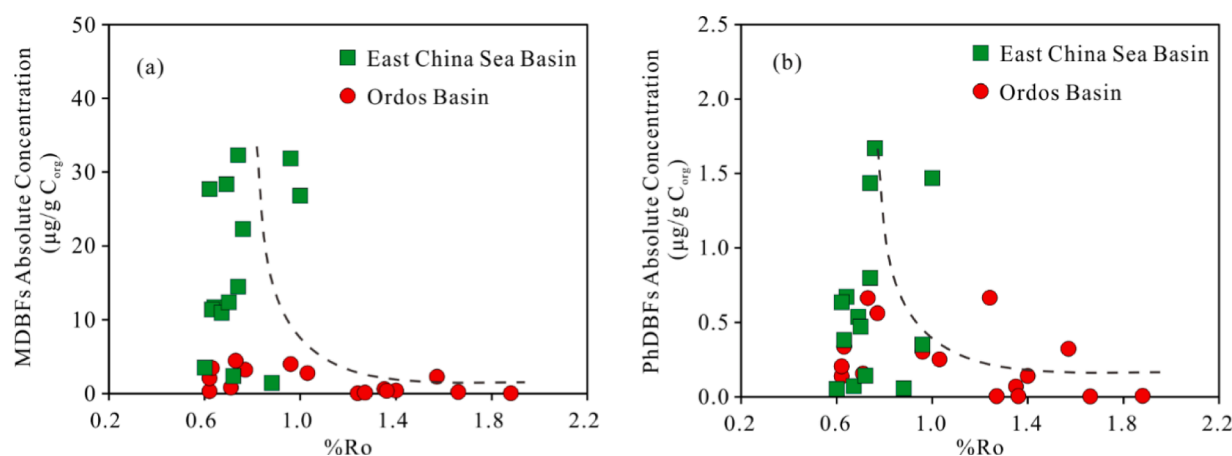 (a)
East China Sea Basin
Ordos Basin
MDBFs Absolute Concentration
(μg/g Corg)
50
40
30
20
10
0
0.2
0.6
1.0
1.4
1.8
2.2
%Ro
(b)
East China Sea Basin
Ordos Basin
PhDBFs Absolute Concentration
(μg/g Corg)
2.5
2.0
1.5
1.0
0.5
0.0
0.2
0.6
1.0
1.4
1.8
2.2
%Ro